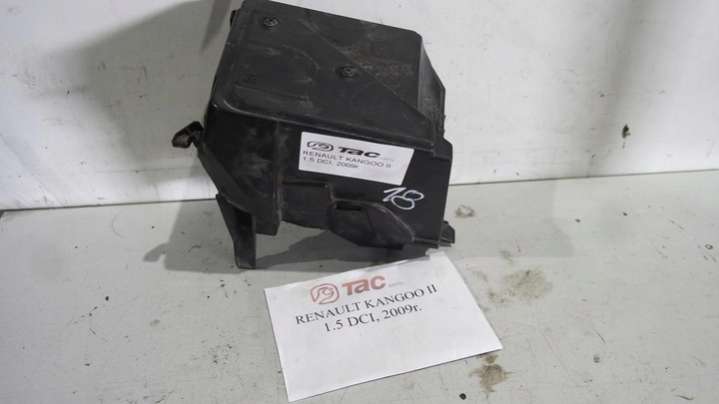 TAC
RENAULT KANGOO II
1.5 DCI, 2009г
18
TAC
RENAULT KANGOO II
1.5 DCI, 2009г.